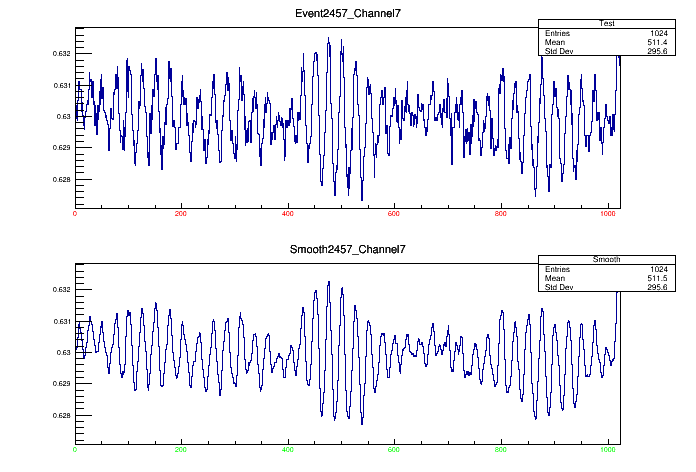 Event2457_Channel7
Test
Entries 1024
Mean 511.4
Std Dev 295.6
0.632
0.631
0.63
0.629
0.628
0 200 400 600 800 1000
Smooth2457_Channel7
Smooth
Entries 1024
Mean 511.5
Std Dev 295.6
0.632
0.631
0.63
0.629
0.628
0 200 400 600 800 1000